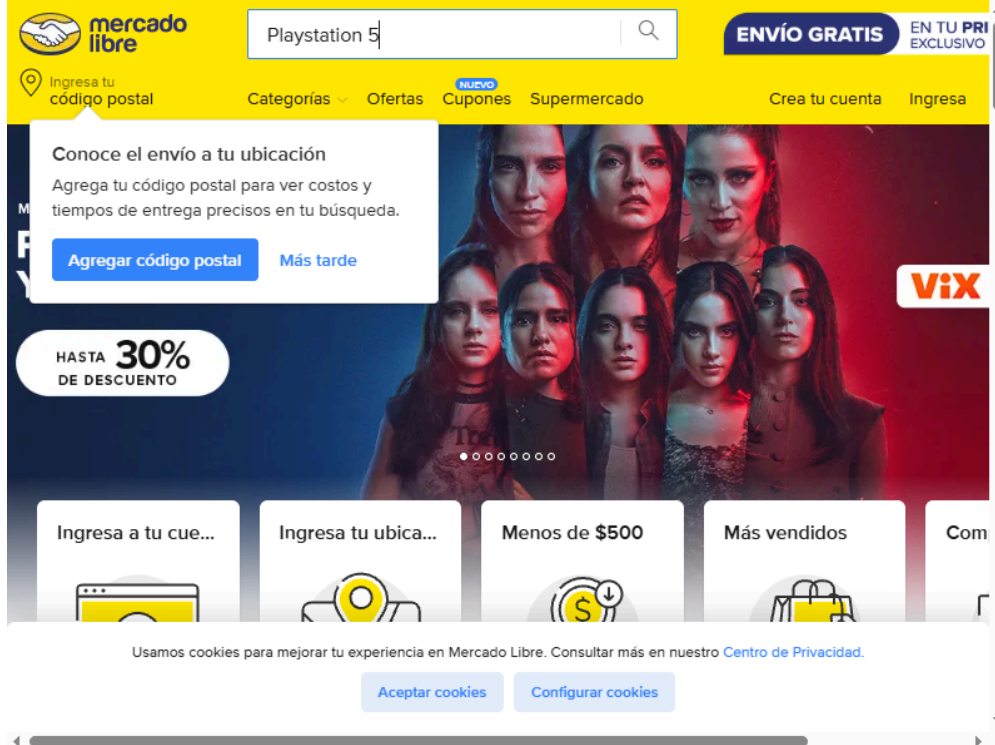 mercado
libre
Playstation 5
ENVÍO GRATIS
EN TU PRI
EXCLUSIVO
Ingresa tu
código postal
Categorías
Ofertas
NUEVO
Cupones
Supermercado
Crea tu cuenta
Ingresa
Conoce el envío a tu ubicación
Agrega tu código postal para ver costos y
tiempos de entrega precisos en tu búsqueda.
Agregar código postal
Más tarde
ViX
HASTA 30%
DE DESCUENTO
Ingresa a tu cue...
Ingresa tu ubica...
Menos de $500
Más vendidos
Com
Usamos cookies para mejorar tu experiencia en Mercado Libre. Consultar más en nuestro Centro de Privacidad.
Aceptar cookies
Configurar cookies